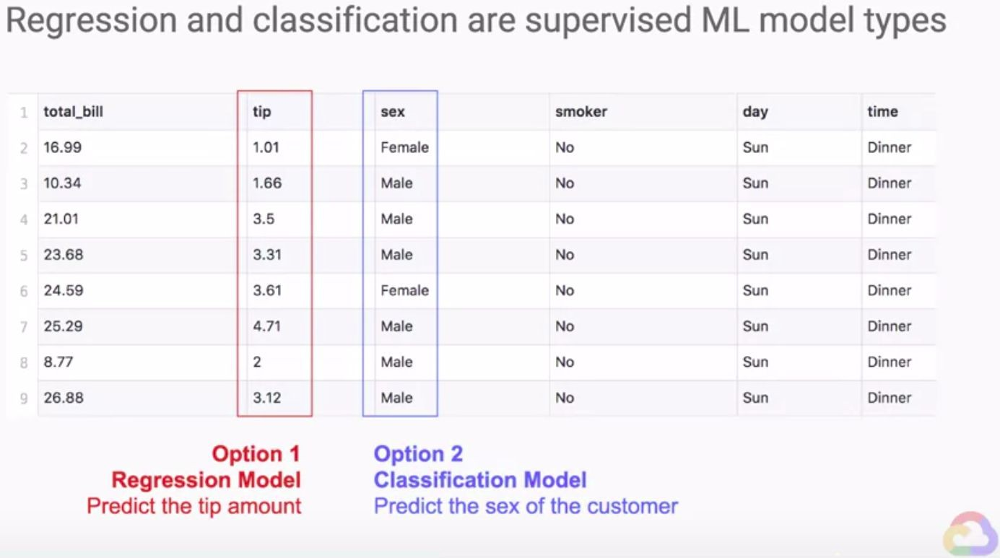 Regression and classification are supervised ML model types
1 total_bill tip sex smoker day time
2 16.99 1.01 Female No Sun Dinner
3 10.34 1.66 Male No Sun Dinner
4 21.01 3.5 Male No Sun Dinner
5 23.68 3.31 Male No Sun Dinner
6 24.59 3.61 Female No Sun Dinner
7 25.29 4.71 Male No Sun Dinner
8 8.77 2 Male No Sun Dinner
9 26.88 3.12 Male No Sun Dinner
Option 1
Regression Model
Predict the tip amount
Option 2
Classification Model
Predict the sex of the customer